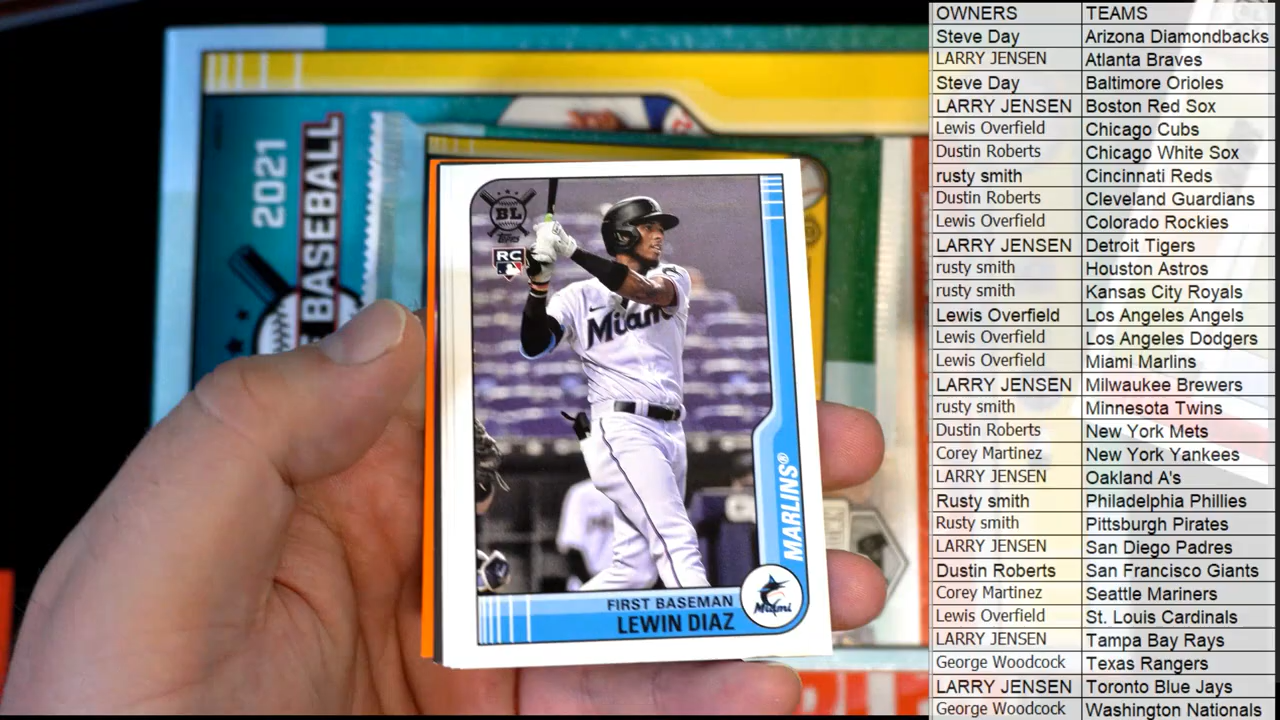 2021
BASEBALL
BL
Topps
RC
Miami
MARLINS®
FIRST BASEMAN
LEWIN DIAZ
Miami
OWNERS TEAMS
Steve Day Arizona Diamondbacks
LARRY JENSEN Atlanta Braves
Steve Day Baltimore Orioles
LARRY JENSEN Boston Red Sox
Lewis Overfield Chicago Cubs
Dustin Roberts Chicago White Sox
rusty smith Cincinnati Reds
Dustin Roberts Cleveland Guardians
Lewis Overfield Colorado Rockies
LARRY JENSEN Detroit Tigers
rusty smith Houston Astros
rusty smith Kansas City Royals
Lewis Overfield Los Angeles Angels
Lewis Overfield Los Angeles Dodgers
Lewis Overfield Miami Marlins
LARRY JENSEN Milwaukee Brewers
rusty smith Minnesota Twins
Dustin Roberts New York Mets
Corey Martinez New York Yankees
LARRY JENSEN Oakland A's
Rusty smith Philadelphia Phillies
Rusty smith Pittsburgh Pirates
LARRY JENSEN San Diego Padres
Dustin Roberts San Francisco Giants
Corey Martinez Seattle Mariners
Lewis Overfield St. Louis Cardinals
LARRY JENSEN Tampa Bay Rays
George Woodcock Texas Rangers
LARRY JENSEN Toronto Blue Jays
George Woodcock Washington Nationals